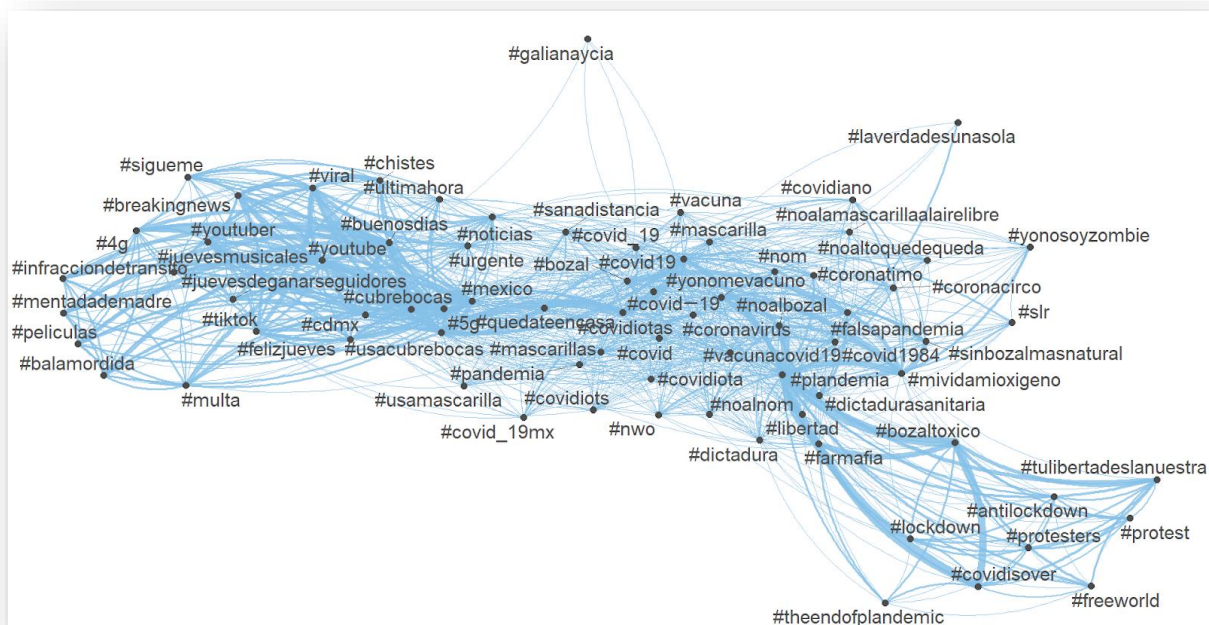 #galianaycia
#laverdadesunasola
#sigueme
#viral
#chistes
#ultimahora
#breakingnews
#covidiano
#vacuna
#sanadistancia
#noalamascarillaalairelibre
#youtuber
#buenosdias
#4g
#noticias
#covid_19
#mascarilla
#yonosoyzombie
#youtube
#noaltoquedequeda
#juevesmusicales
#urgente
#bozal
#covid19
#nom
#infracciondetransito
#coronatimo
#juevesdeganarseguidores
#yonomevacuno
#coronacirco
#mexico
#mentadademadre
#cubrebocas
#covid-19
#noalbozal
#slr
#tiktok
#cdmx
#5g
#quedateencasa
#covidiotas
#coronavirus
#falsapandemia
#peliculas
#felizjueves
#usacubrebocas
#mascarillas
#covid
#vacunacovid19
#covid1984
#sinbozalmasnatural
#balamordida
#pandemia
#covidiota
#plandemia
#mividamioxigeno
#multa
#usamascarilla
#covidiots
#noalnom
#dictadurasanitaria
#covid_19mx
#nwo
#libertad
#bozaltoxico
#dictadura
#farmafia
#tulibertadeslanuestra
#antilockdown
#lockdown
#protesters
#protest
#covidisover
#freeworld
#theendofplandemic